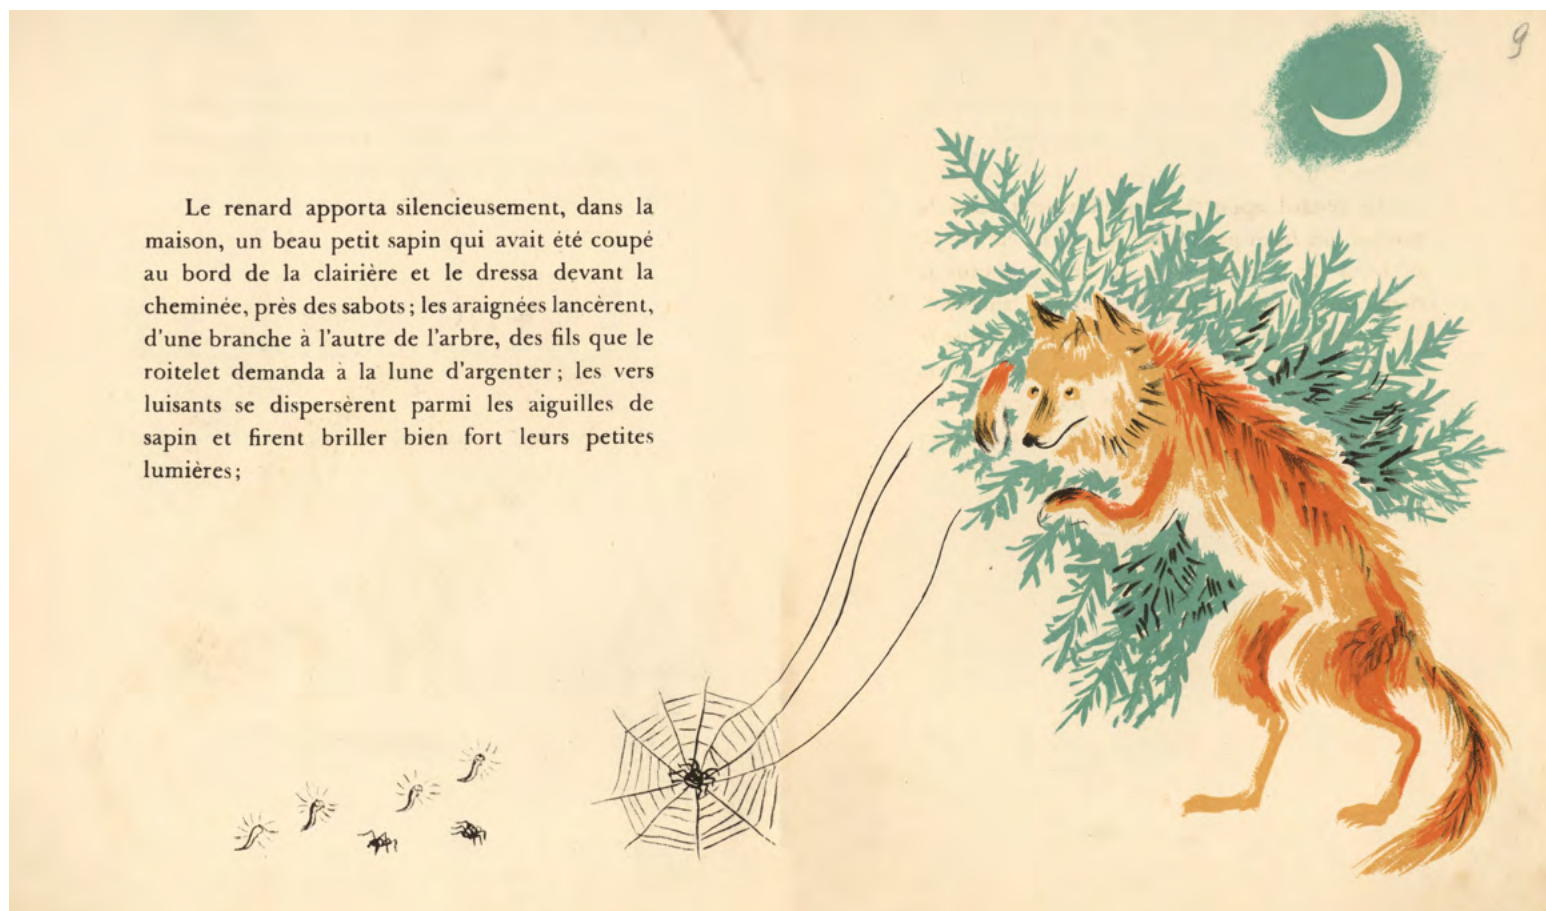 Le renard apporta silencieusement, dans la
maison, un beau petit sapin qui avait été coupé
au bord de la clairière et le dressa devant la
cheminée, près des sabots ; les araignées lancèrent,
d'une branche à l'autre de l'arbre, des fils que le
roitelet demanda à la lune d'argenter ; les vers
luisants se dispersèrent parmi les aiguilles de
sapin et firent briller bien fort leurs petites
lumières ;
9